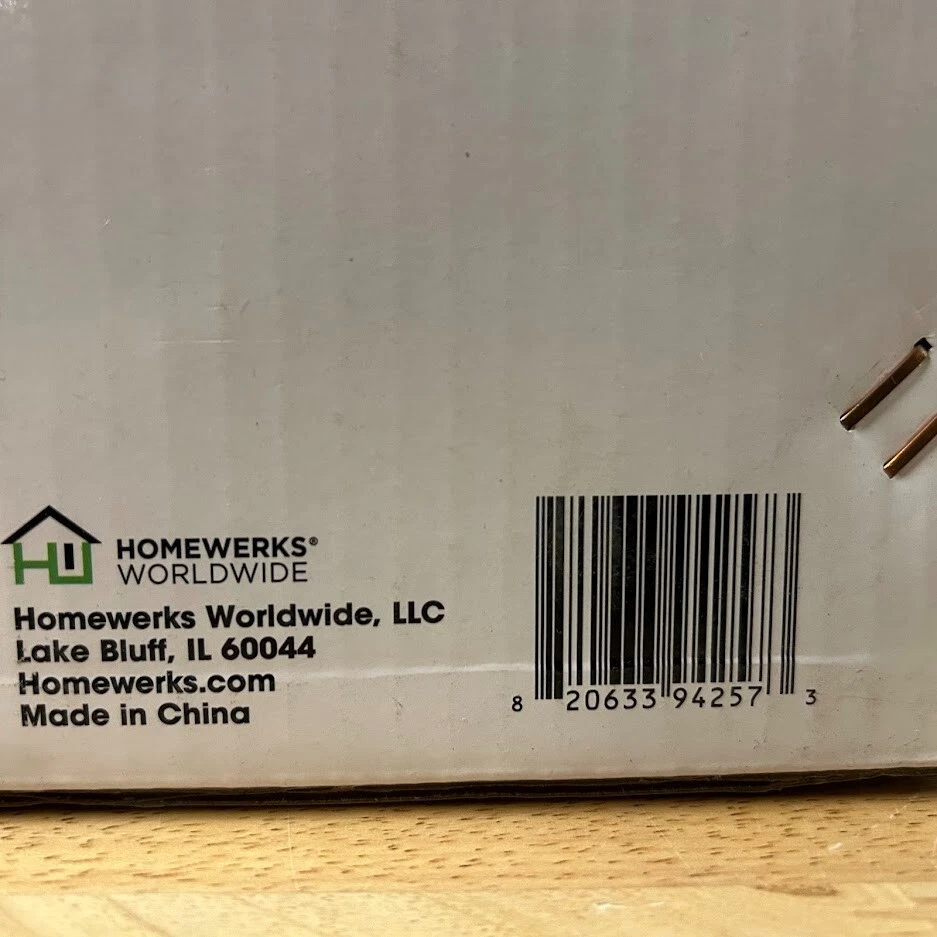 HOMEWERKS®
WORLDWIDE
Homewerks Worldwide, LLC
Lake Bluff, IL 60044
Homewerks.com
Made in China
8 20633 94257 3